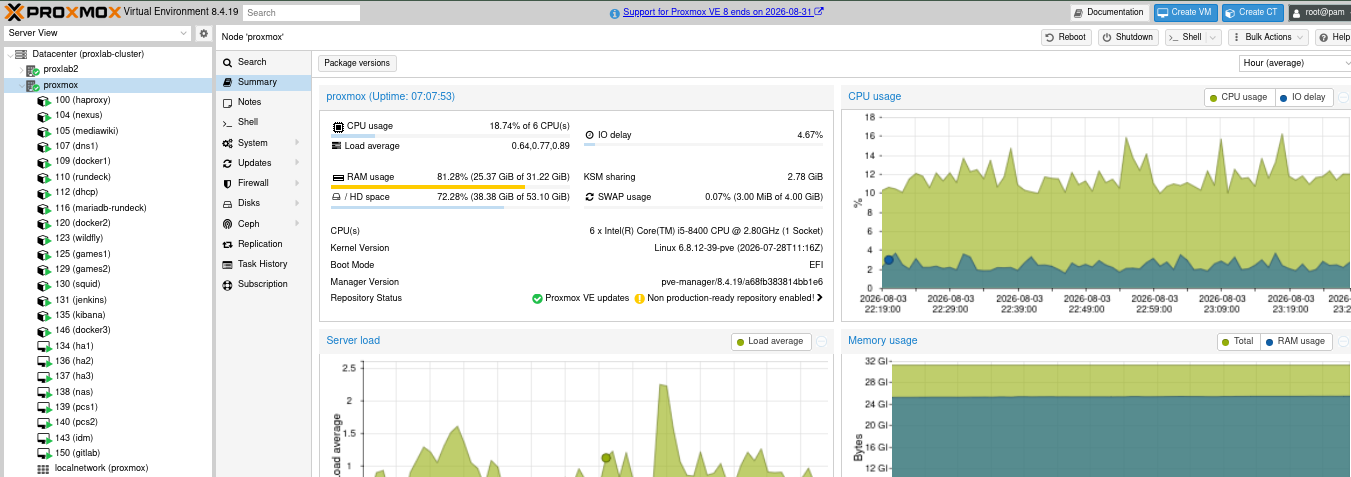 PROXMOX Virtual Environment 8.4.19 Search Support for Proxmox VE 8 ends on 2026-08-31 Documentation Create VM Create CT root@pam
Server View Node 'proxmox' Reboot Shutdown Shell Bulk Actions Help
Datacenter (proxlab-cluster)
proxlab2
proxmox
100 (haproxy)
104 (nexus)
105 (mediawiki)
107 (dns1)
109 (docker1)
110 (rundeck)
112 (dhcp)
116 (mariadb-rundeck)
120 (docker2)
123 (wildfly)
125 (games1)
129 (games2)
130 (squid)
131 (jenkins)
135 (kibana)
146 (docker3)
134 (ha1)
136 (ha2)
137 (ha3)
138 (nas)
139 (pcs1)
140 (pcs2)
143 (idm)
150 (gitlab)
localnetwork (proxmox)
Search
Summary
Notes
Shell
System
Updates
Firewall
Disks
Ceph
Replication
Task History
Subscription
Package versions Hour (average)
proxmox (Uptime: 07:07:53)
CPU usage 18.74% of 6 CPU(s)
IO delay 4.67%
Load average 0.64,0.77,0.89
RAM usage 81.28% (25.37 GiB of 31.22 GiB)
KSM sharing 2.78 GiB
/ HD space 72.28% (38.38 GiB of 53.10 GiB)
SWAP usage 0.07% (3.00 MiB of 4.00 GiB)
CPU(s) 6 x Intel(R) Core(TM) i5-8400 CPU @ 2.80GHz (1 Socket)
Kernel Version Linux 6.8.12-39-pve (2026-07-28T11:16Z)
Boot Mode EFI
Manager Version pve-manager/8.4.19/a68fb383814bb1e6
Repository Status Proxmox VE updates Non production-ready repository enabled!
CPU usage CPU usage IO delay
18
16
14
12
10
8
6
4
2
0
%
2026-08-03 2026-08-03 2026-08-03 2026-08-03 2026-08-03 2026-08-03 2026-08-03 2026-
22:19:00 22:29:00 22:39:00 22:49:00 22:59:00 23:09:00 23:19:00 23:2
Server load Load average
2.5
2
1.5
1
oad average
Memory usage Total RAM usage
32 Gi
28 Gi
24 Gi
20 Gi
16 Gi
12 Gi
Bytes